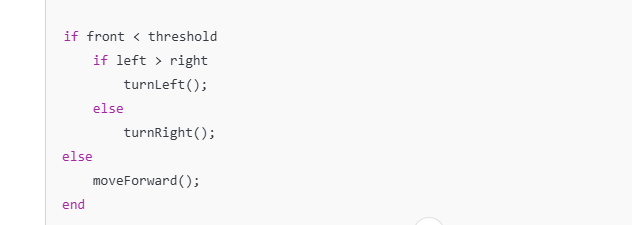 if front < threshold
    if left > right
        turnLeft();
    else
        turnRight();
else
    moveForward();
end